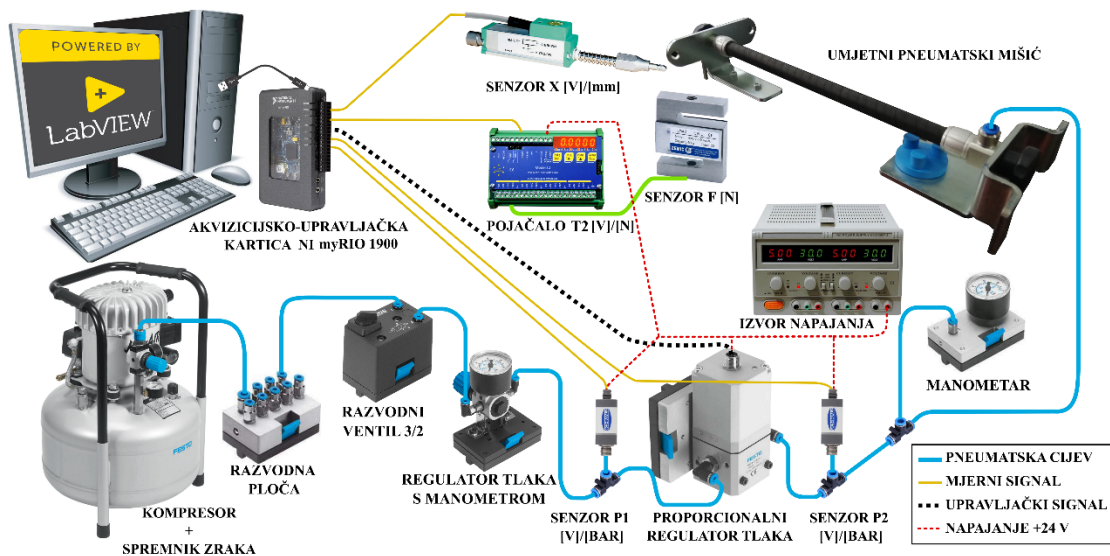 POWERED BY
LabVIEW
SENZOR X [V]/[mm]
UMJETNI PNEUMATSKI MIŠIĆ
POJAČALO T2 [V]/[N]
SENZOR F [N]
AKVIZICIJSKO-UPRAVLJAČKA
KARTICA NI myRIO 1900
5.00 30.0 5.00 30.0
IZVOR NAPAJANJA
MANOMETAR
RAZVODNI
VENTIL 3/2
RAZVODNA
PLOČA
REGULATOR TLAKA
S MANOMETROM
FESTO
KOMPRESOR
+
SPREMNIK ZRAKA
SENZOR P1
[V]/[BAR]
FESTO
PROPORCIONALNI
REGULATOR TLAKA
SENZOR P2
[V]/[BAR]
PNEUMATSKA CIJEV
MJERNI SIGNAL
UPRAVLJAČKI SIGNAL
NAPAJANJE +24 V